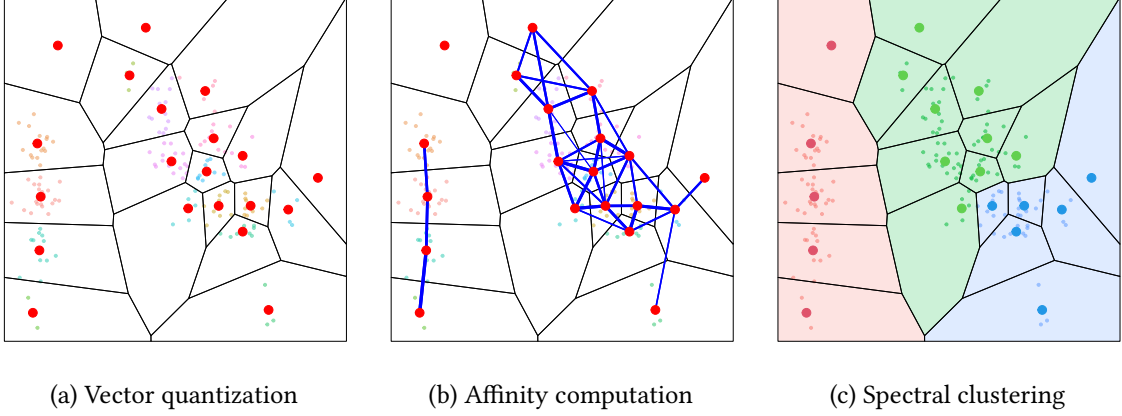 (a) Vector quantization
(b) Affinity computation
(c) Spectral clustering